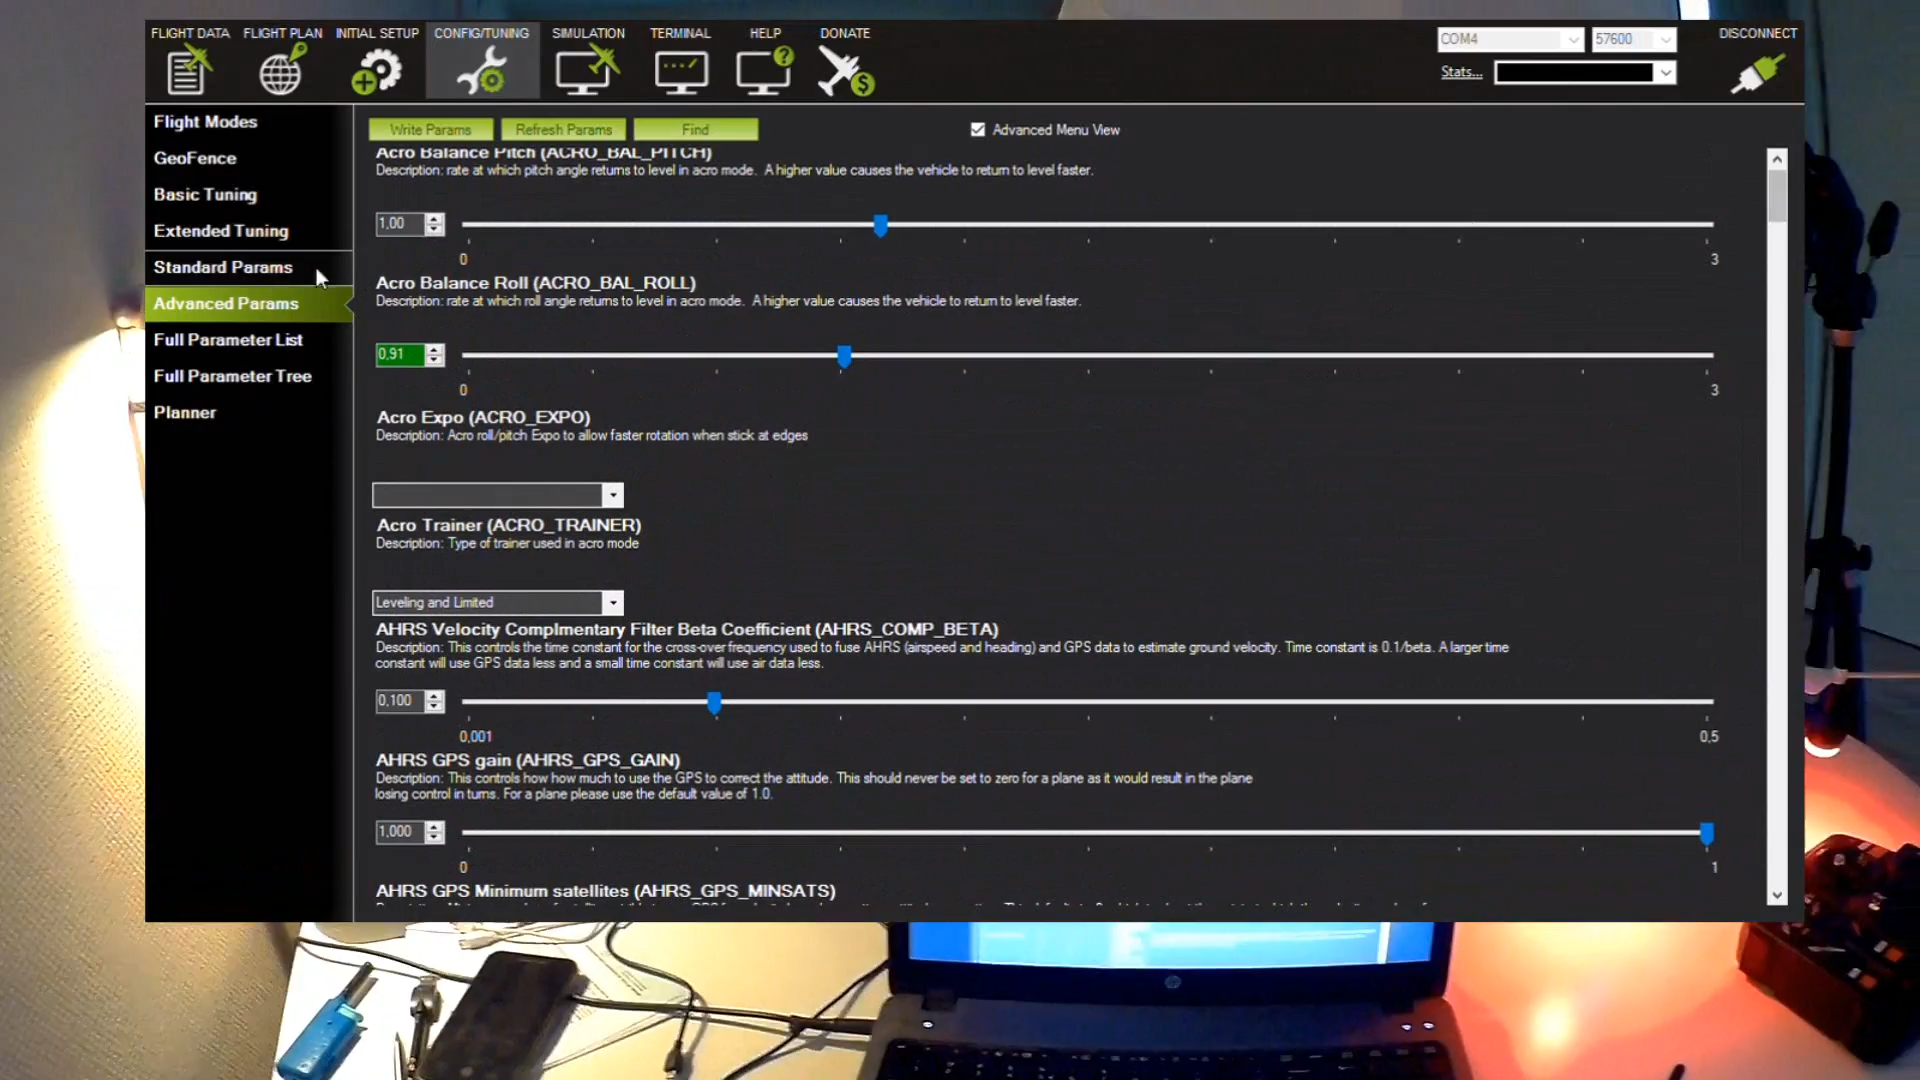 FLIGHT DATA FLIGHT PLAN INITIAL SETUP CONFIG/TUNING SIMULATION TERMINAL HELP DONATE
COM4 57600 DISCONNECT
Stats...
Flight Modes
GeoFence
Basic Tuning
Extended Tuning
Standard Params
Advanced Params
Full Parameter List
Full Parameter Tree
Planner
Write Params Refresh Params Find Advanced Menu View
Acro Balance Pitch (ACRO_BAL_PITCH)
Description: rate at which pitch angle returns to level in acro mode. A higher value causes the vehicle to return to level faster.
1,00
0 3
Acro Balance Roll (ACRO_BAL_ROLL)
Description: rate at which roll angle returns to level in acro mode. A higher value causes the vehicle to return to level faster.
0,91
0 3
Acro Expo (ACRO_EXPO)
Description: Acro roll/pitch Expo to allow faster rotation when stick at edges
Acro Trainer (ACRO_TRAINER)
Description: Type of trainer used in acro mode
Leveling and Limited
AHRS Velocity Complmentary Filter Beta Coefficient (AHRS_COMP_BETA)
Description: This controls the time constant for the cross-over frequency used to fuse AHRS (airspeed and heading) and GPS data to estimate ground velocity. Time constant is 0.1/beta. A larger time
constant will use GPS data less and a small time constant will use air data less.
0,100
0,001 0,5
AHRS GPS gain (AHRS_GPS_GAIN)
Description: This controls how how much to use the GPS to correct the attitude. This should never be set to zero for a plane as it would result in the plane
losing control in turns. For a plane please use the default value of 1.0.
1,000
0 1
AHRS GPS Minimum satellites (AHRS_GPS_MINSATS)